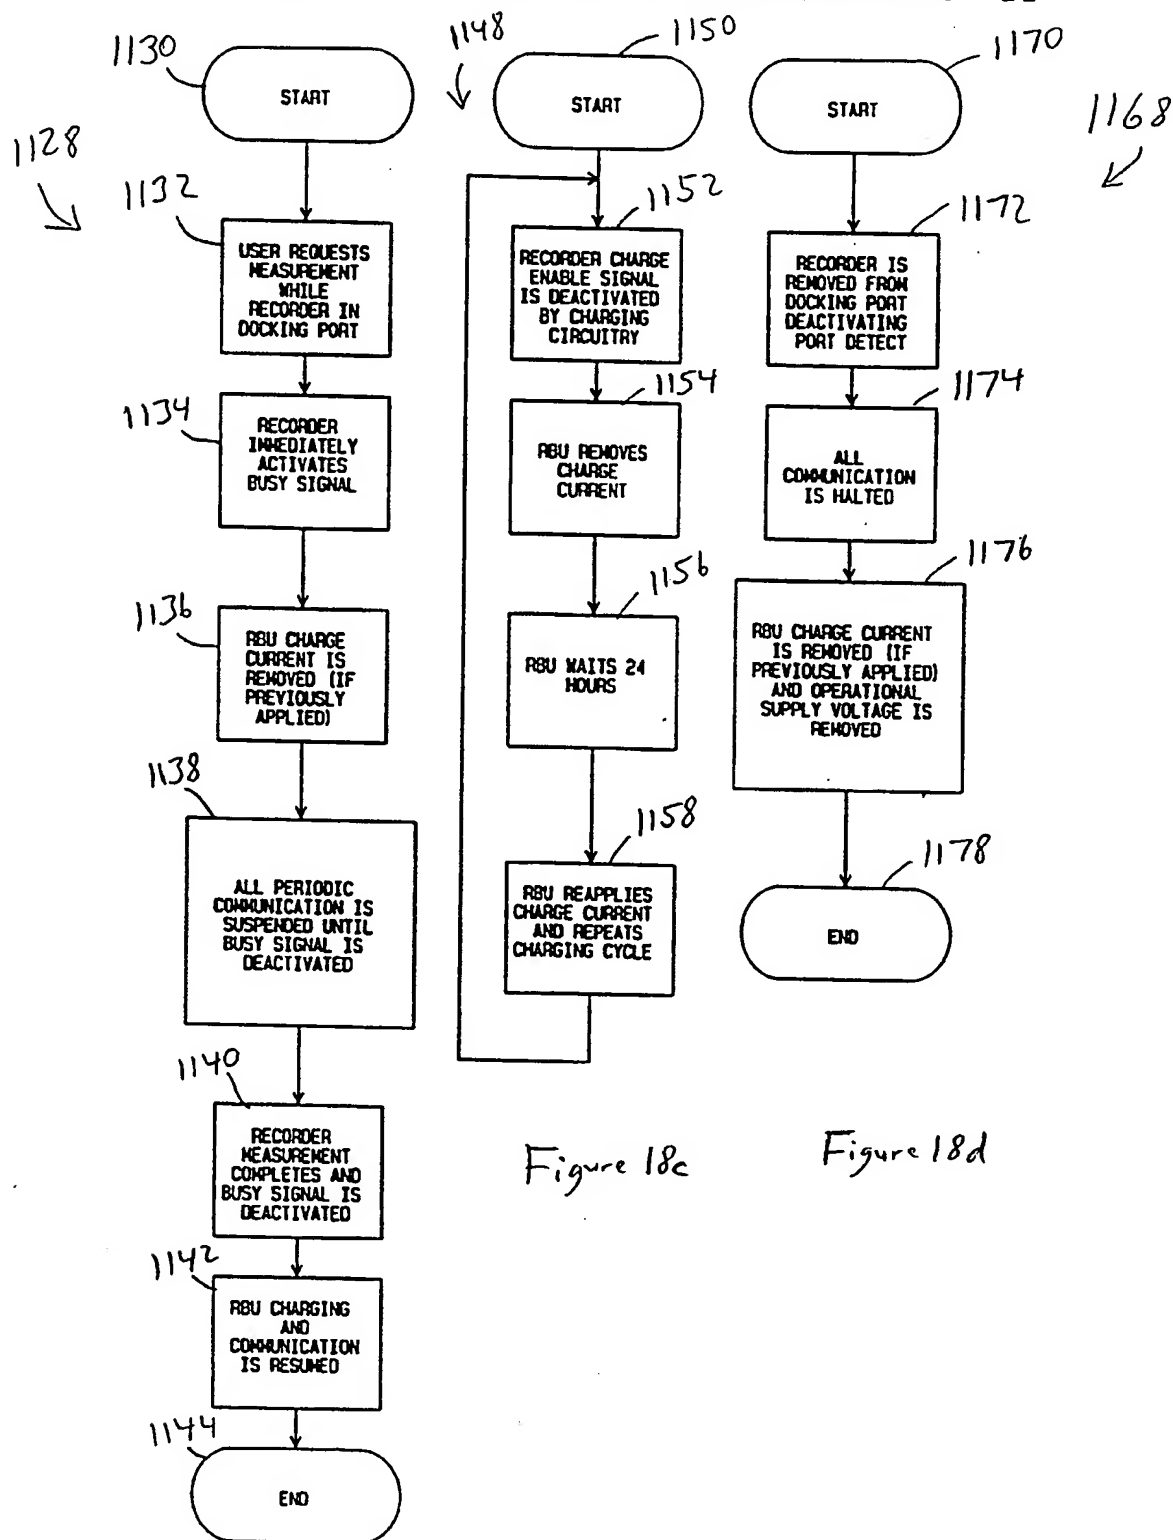 1128
1130
START
1132
USER REQUESTS
MEASUREMENT
WHILE
RECORDER IN
DOCKING PORT
1134
RECORDER
IMMEDIATELY
ACTIVATES
BUSY SIGNAL
1136
RBU CHARGE
CURRENT IS
REMOVED (IF
PREVIOUSLY
APPLIED)
1138
ALL PERIODIC
COMMUNICATION IS
SUSPENDED UNTIL
BUSY SIGNAL IS
DEACTIVATED
1140
RECORDER
MEASUREMENT
COMPLETES AND
BUSY SIGNAL IS
DEACTIVATED
1142
RBU CHARGING
AND
COMMUNICATION
IS RESUMED
1144
END
1148
1150
START
1152
RECORDER CHARGE
ENABLE SIGNAL
IS DEACTIVATED
BY CHARGING
CIRCUITRY
1154
RBU REMOVES
CHARGE
CURRENT
1156
RBU WAITS 24
HOURS
1158
RBU REAPPLIES
CHARGE CURRENT
AND REPEATS
CHARGING CYCLE
Figure 18c
1168
1170
START
1172
RECORDER IS
REMOVED FROM
DOCKING PORT
DEACTIVATING
PORT DETECT
1174
ALL
COMMUNICATION
IS HALTED
1176
RBU CHARGE CURRENT
IS REMOVED (IF
PREVIOUSLY APPLIED)
AND OPERATIONAL
SUPPLY VOLTAGE IS
REMOVED
1178
END
Figure 18d